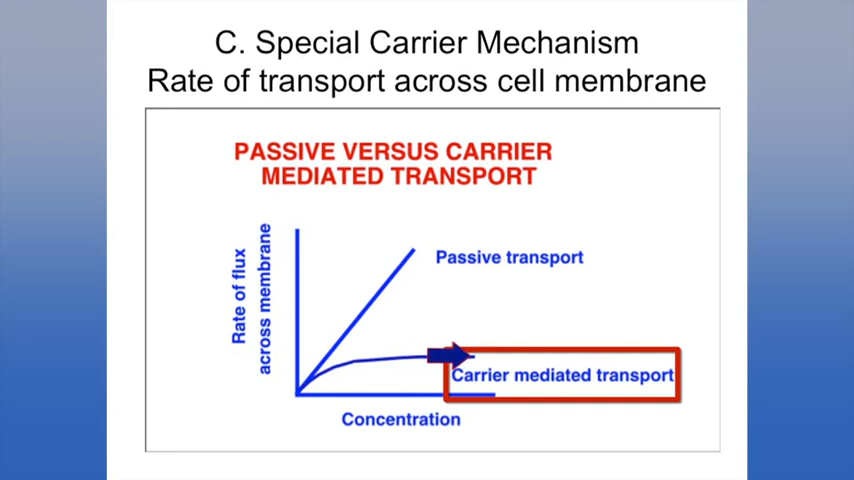 C. Special Carrier Mechanism
Rate of transport across cell membrane
PASSIVE VERSUS CARRIER
MEDIATED TRANSPORT
Rate of flux
across membrane
Passive transport
Carrier mediated transport
Concentration